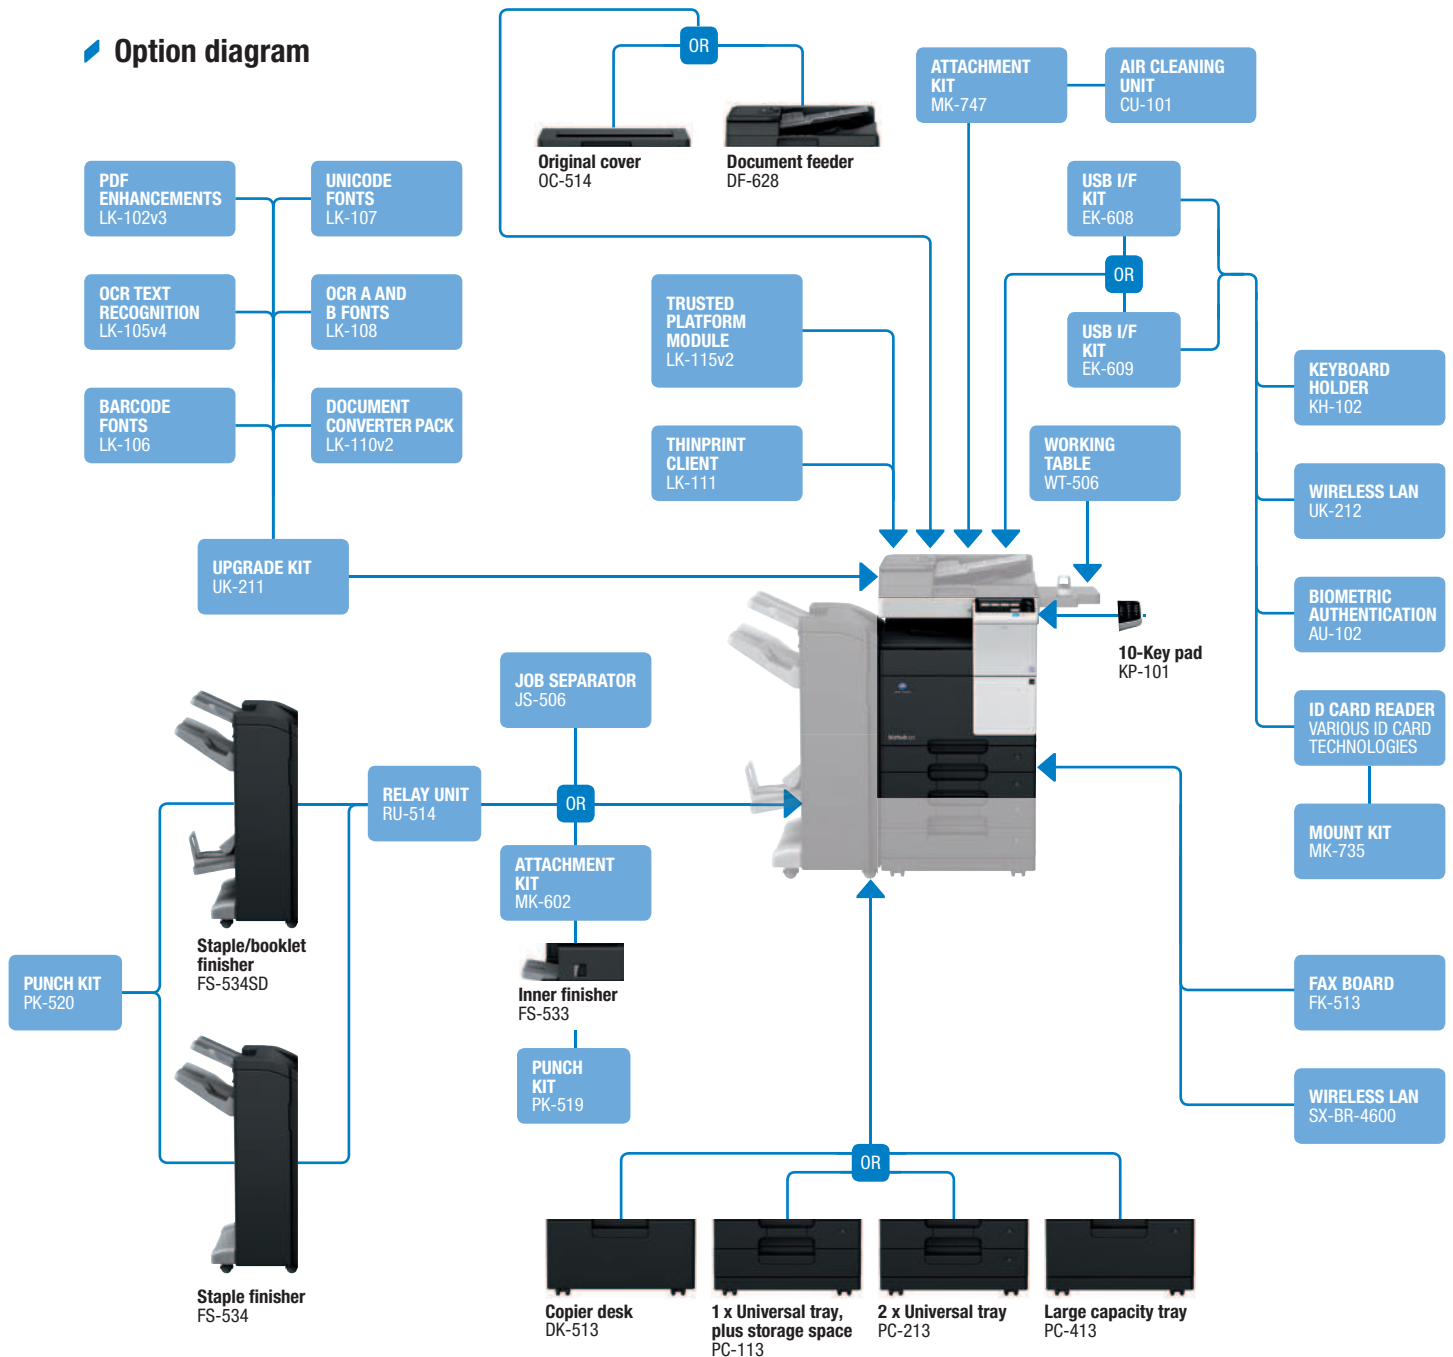 Option diagram
OR
Original cover
OC-514
Document feeder
DF-628
ATTACHMENT
KIT
MK-747
AIR CLEANING
UNIT
CU-101
PDF
ENHANCEMENTS
LK-102v3
UNICODE
FONTS
LK-107
USB I/F
KIT
EK-608
OR
USB I/F
KIT
EK-609
OCR TEXT
RECOGNITION
LK-105v4
OCR A AND
B FONTS
LK-108
TRUSTED
PLATFORM
MODULE
LK-115v2
KEYBOARD
HOLDER
KH-102
BARCODE
FONTS
LK-106
DOCUMENT
CONVERTER PACK
LK-110v2
THINPRINT
CLIENT
LK-111
WORKING
TABLE
WT-506
WIRELESS LAN
UK-212
UPGRADE KIT
UK-211
BIOMETRIC
AUTHENTICATION
AU-102
10-Key pad
KP-101
JOB SEPARATOR
JS-506
ID CARD READER
VARIOUS ID CARD
TECHNOLOGIES
RELAY UNIT
RU-514
OR
MOUNT KIT
MK-735
ATTACHMENT
KIT
MK-602
Staple/booklet
finisher
FS-534SD
PUNCH KIT
PK-520
Inner finisher
FS-533
FAX BOARD
FK-513
PUNCH
KIT
PK-519
WIRELESS LAN
SX-BR-4600
OR
Staple finisher
FS-534
Copier desk
DK-513
1 x Universal tray,
plus storage space
PC-113
2 x Universal tray
PC-213
Large capacity tray
PC-413